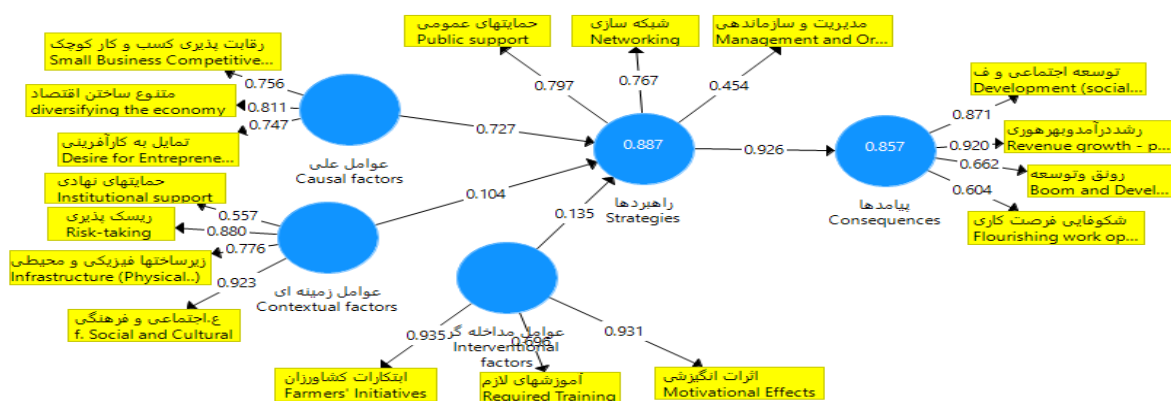 رقابت پذیری کسب و کار کوچک
Small Business Competitive...
0.756
متنوع ساختن اقتصاد
diversifying the economy
0.811
تمایل به کارآفرینی
Desire for Entreprene...
0.747
عوامل علی
Causal factors
0.727
حمایتهای نهادی
Institutional support
0.557
ریسک پذیری
Risk-taking
0.880
زیرساختها فیزیکی و محیطی
Infrastructure (Physical..)
0.776
ع.اجتماعی و فرهنگی
f. Social and Cultural
0.923
عوامل زمینه ای
Contextual factors
0.104
حمایتهای عمومی
Public support
0.797
شبکه سازی
Networking
0.767
مدیریت و سازماندهی
Management and Or...
0.454
0.887
راهبردها
Strategies
0.135
عوامل مداخله گر
Interventional
factors
0.935
ابتکارات کشاورزان
Farmers' Initiatives
0.696
آموزشهای لازم
Required Training
0.931
اثرات انگیزشی
Motivational Effects
0.926
0.857
پیامدها
Consequences
توسعه اجتماعی و ف
Development (social...
0.871
رشددرآمدوبهرهوری
Revenue growth - p...
0.920
رونق وتوسعه
Boom and Devel...
0.662
شکوفایی فرصت کاری
Flourishing work op...
0.604